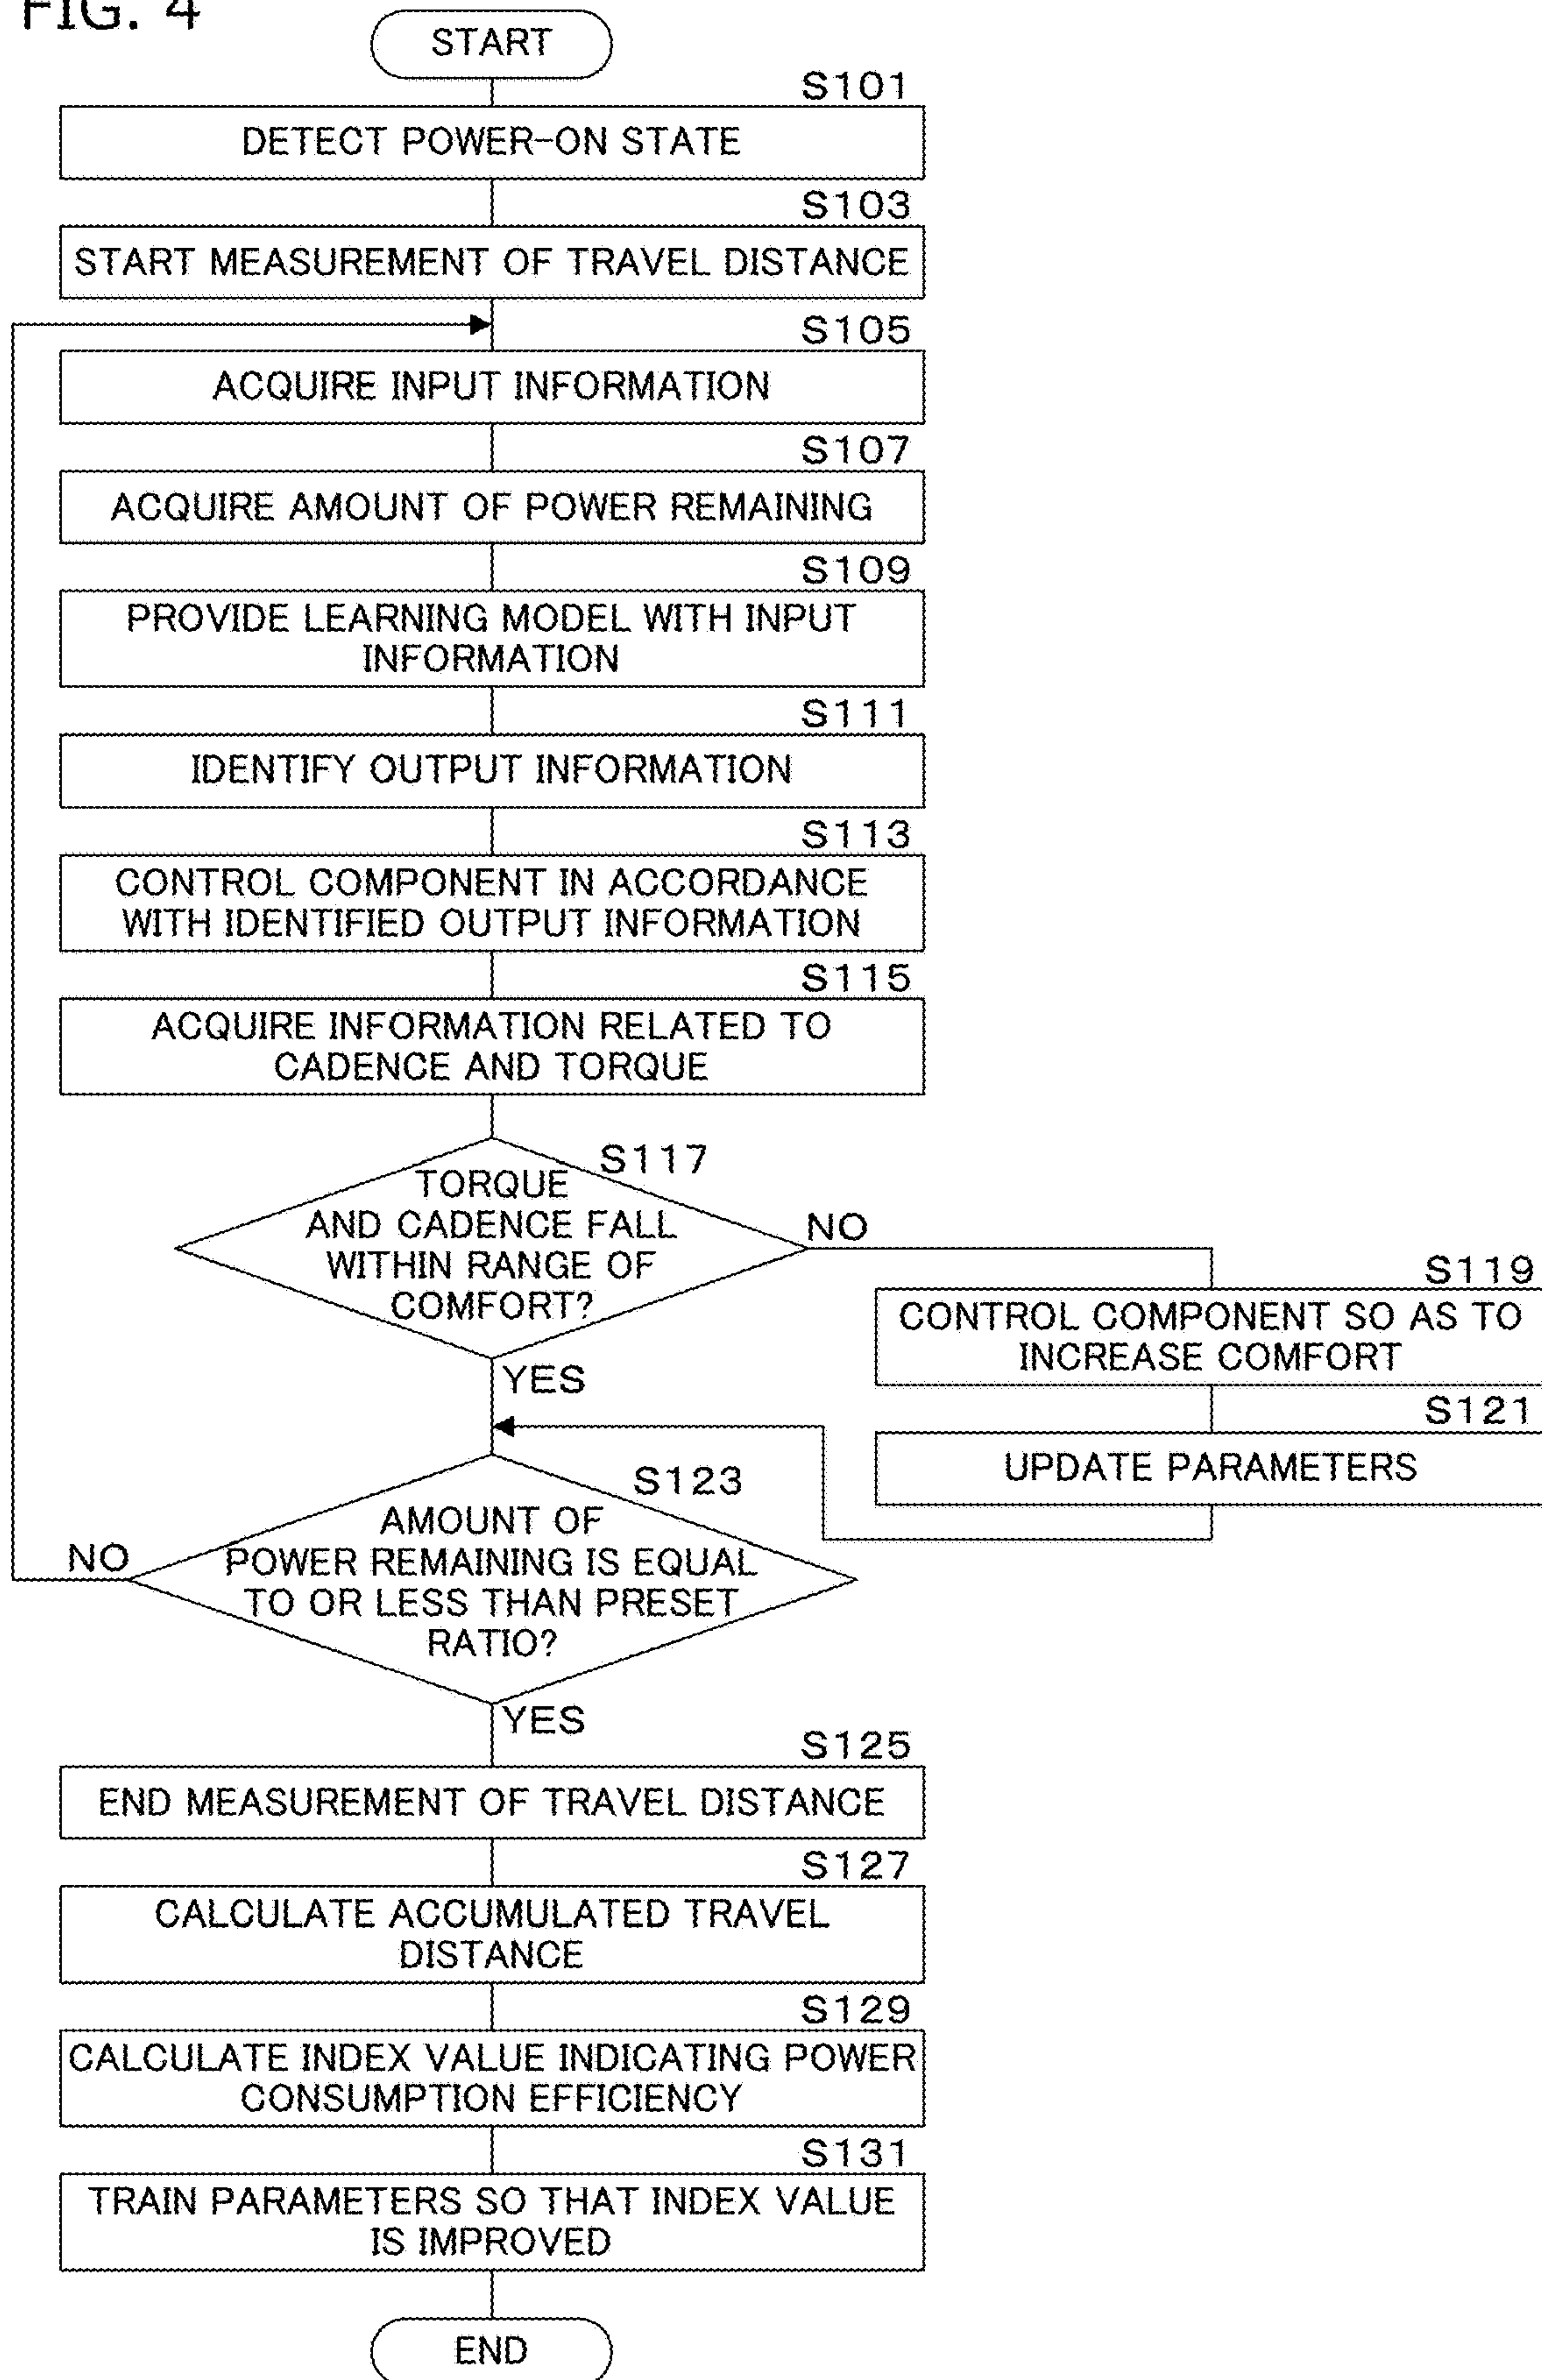 FIG. 4
START
S101
DETECT POWER-ON STATE
S103
START MEASUREMENT OF TRAVEL DISTANCE
S105
ACQUIRE INPUT INFORMATION
S107
ACQUIRE AMOUNT OF POWER REMAINING
S109
PROVIDE LEARNING MODEL WITH INPUT
INFORMATION
S111
IDENTIFY OUTPUT INFORMATION
S113
CONTROL COMPONENT IN ACCORDANCE
WITH IDENTIFIED OUTPUT INFORMATION
S115
ACQUIRE INFORMATION RELATED TO
CADENCE AND TORQUE
S117
TORQUE
AND CADENCE FALL
WITHIN RANGE OF
COMFORT?
NO
YES
S119
CONTROL COMPONENT SO AS TO
INCREASE COMFORT
S121
UPDATE PARAMETERS
S123
AMOUNT OF
POWER REMAINING IS EQUAL
TO OR LESS THAN PRESET
RATIO?
NO
YES
S125
END MEASUREMENT OF TRAVEL DISTANCE
S127
CALCULATE ACCUMULATED TRAVEL
DISTANCE
S129
CALCULATE INDEX VALUE INDICATING POWER
CONSUMPTION EFFICIENCY
S131
TRAIN PARAMETERS SO THAT INDEX VALUE
IS IMPROVED
END